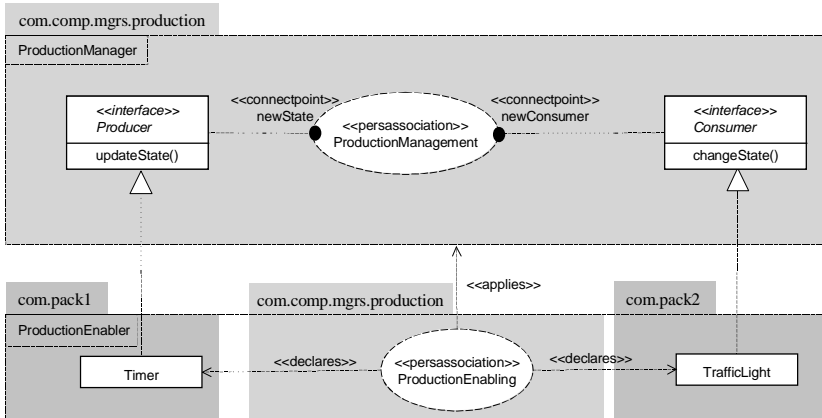 com.comp.mgrs.production
ProductionManager
<<interface>>
Producer
updateState()
<<connectpoint>>
newState
<<persassociation>>
ProductionManagement
<<connectpoint>>
newConsumer
<<interface>>
Consumer
changeState()
<<applies>>
com.pack1
ProductionEnabler
Timer
<<declares>>
com.comp.mgrs.production
<<persassociation>>
ProductionEnabling
<<declares>>
com.pack2
TrafficLight